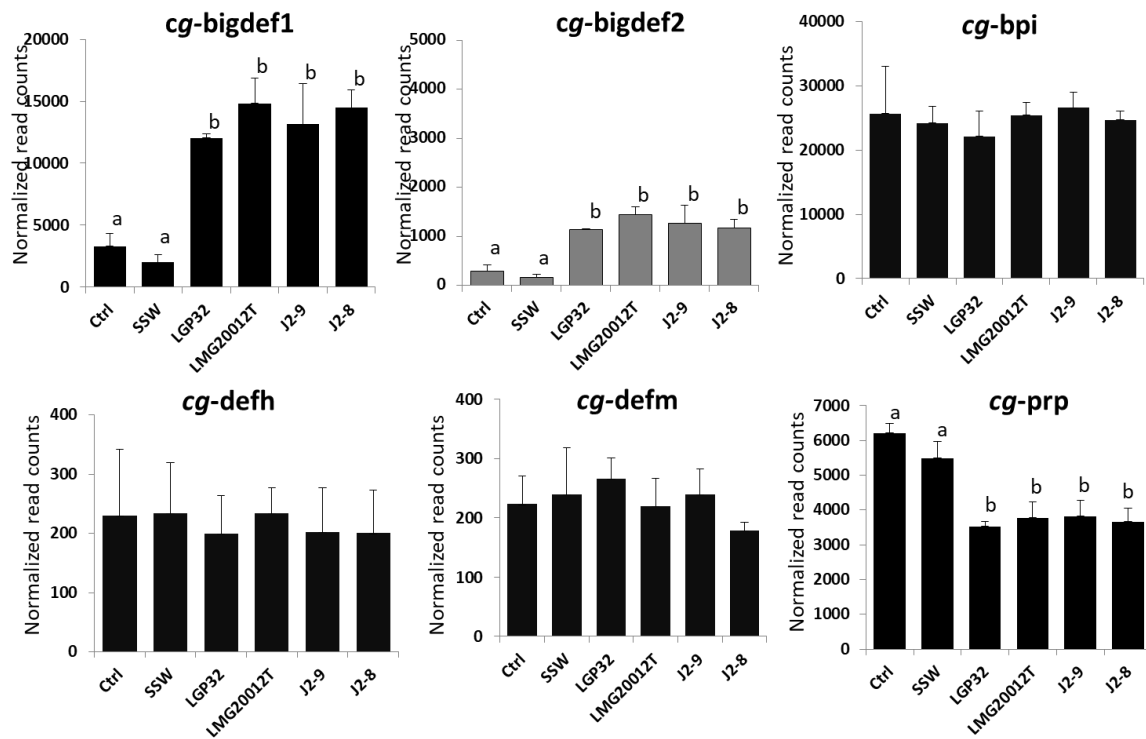 cg-bigdef1
Normalized read counts
20000
15000
10000
5000
0
a
a
b
b
b
b
Ctrl
SSW
LGP32
LMG20012T
J2-9
J2-8
cg-bigdef2
Normalized read counts
5000
4000
3000
2000
1000
0
a
a
b
b
b
b
Ctrl
SSW
LGP32
LMG20012T
J2-9
J2-8
cg-bpi
Normalized read counts
40000
30000
20000
10000
0
Ctrl
SSW
LGP32
LMG20012T
J2-9
J2-8
cg-defh
Normalized read counts
400
300
200
100
0
Ctrl
SSW
LGP32
LMG20012T
J2-9
J2-8
cg-defm
Normalized read counts
400
300
200
100
0
Ctrl
SSW
LGP32
LMG20012T
J2-9
J2-8
cg-prp
Normalized read counts
7000
6000
5000
4000
3000
2000
1000
0
a
a
b
b
b
b
Ctrl
SSW
LGP32
LMG20012T
J2-9
J2-8